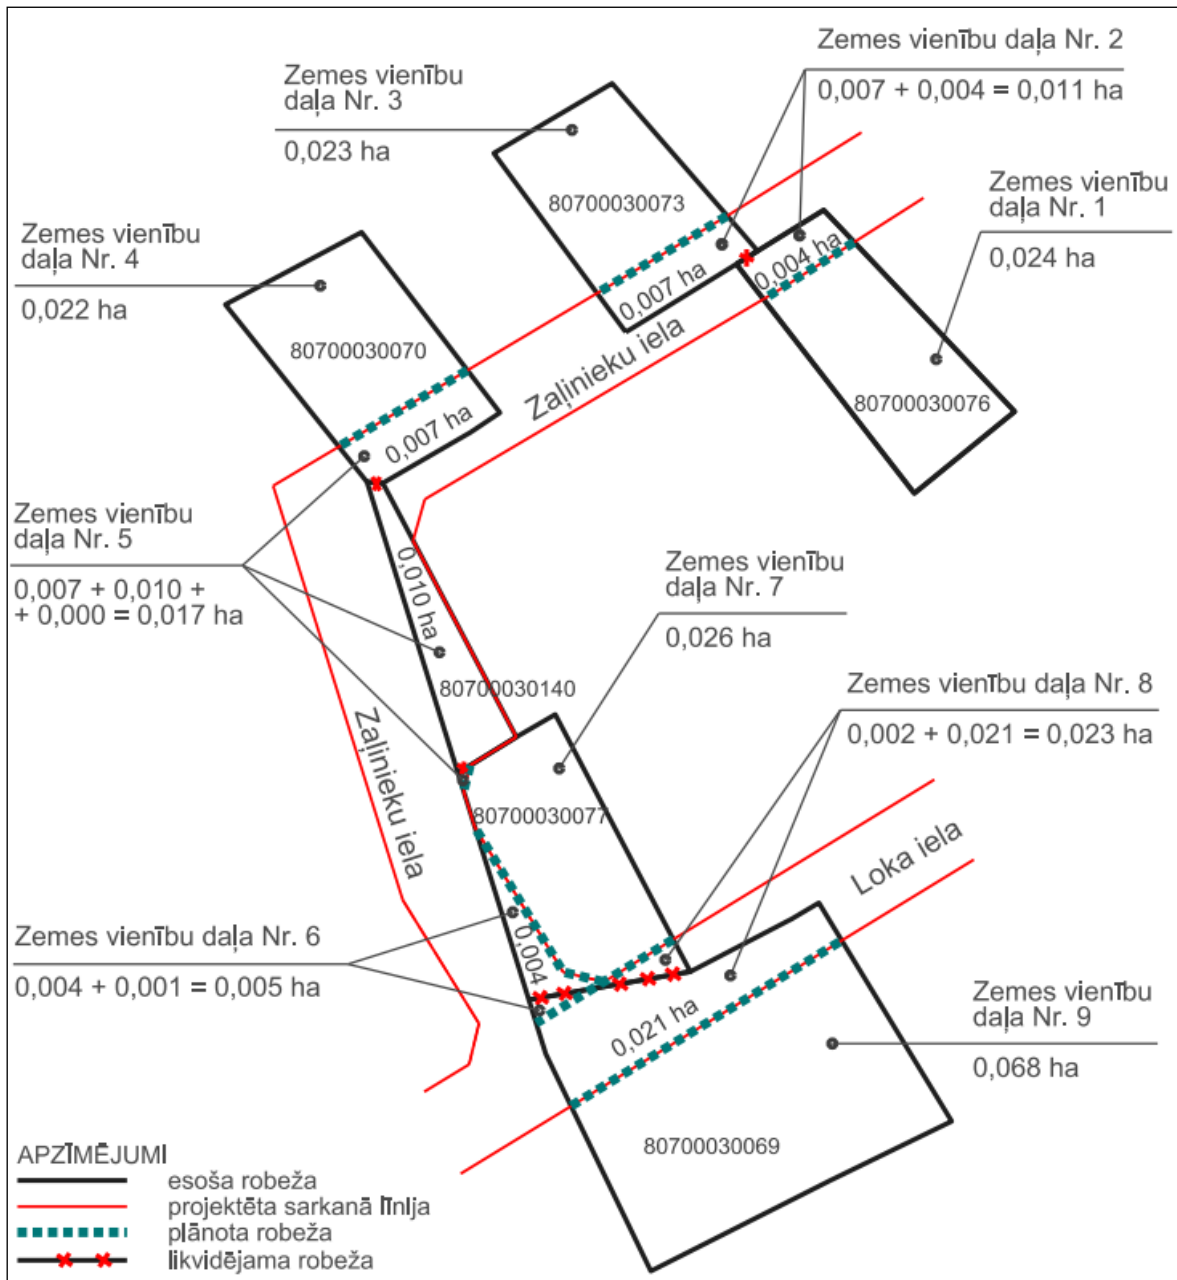 Zemes vienību daļa Nr. 2
0,007 + 0,004 = 0,011 ha
Zemes vienību
daļa Nr. 3
0,023 ha
Zemes vienību
daļa Nr. 1
0,024 ha
80700030073
Zemes vienību
daļa Nr. 4
0,022 ha
0,004 ha
0,007 ha
80700030070
Zaļinieku iela
80700030076
0,007 ha
Zemes vienību
daļa Nr. 5
0,007 + 0,010 +
+ 0,000 = 0,017 ha
0,010 ha
Zemes vienību
daļa Nr. 7
0,026 ha
80700030140
Zemes vienību daļa Nr. 8
0,002 + 0,021 = 0,023 ha
Zaļinieku iela
80700030077
Loka iela
Zemes vienību daļa Nr. 6
0,004 + 0,001 = 0,005 ha
0,004
0,021 ha
Zemes vienību
daļa Nr. 9
0,068 ha
80700030069
APZĪMĒJUMI
esoša robeža
projektēta sarkanā līnija
plānota robeža
likvidējama robeža